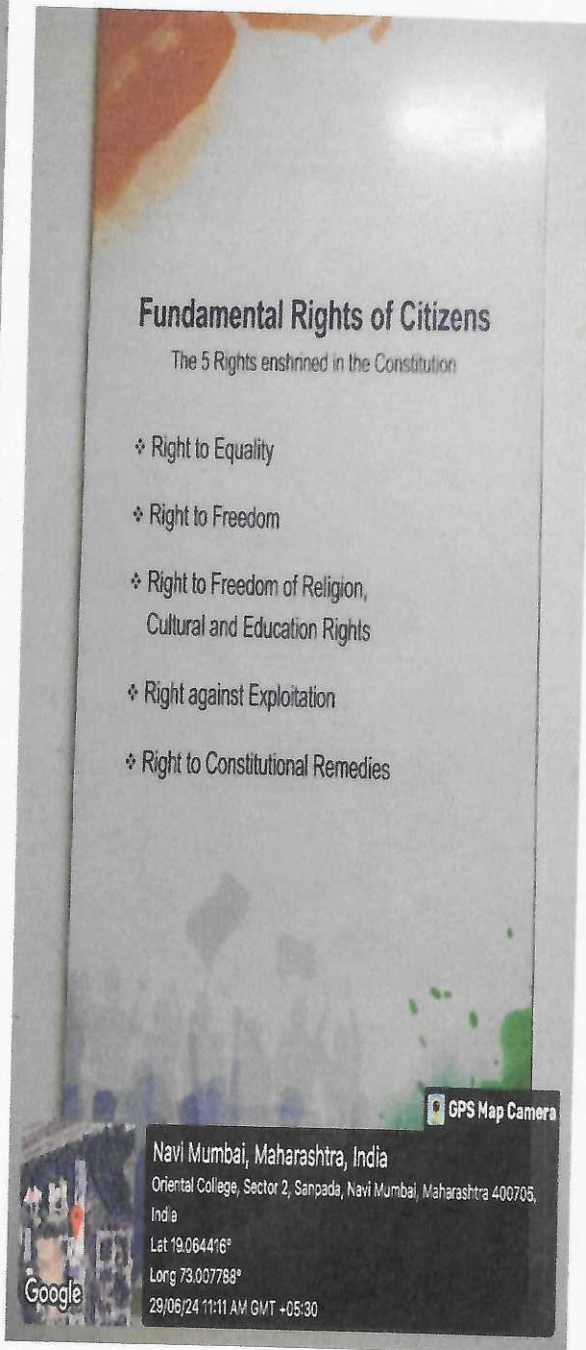 Fundamental Rights of Citizens
The 5 Rights enshrined in the Constitution
❖ Right to Equality
❖ Right to Freedom
❖ Right to Freedom of Religion,
Cultural and Education Rights
❖ Right against Exploitation
❖ Right to Constitutional Remedies
GPS Map Camera
Navi Mumbai, Maharashtra, India
Oriental College, Sector 2, Sanpada, Navi Mumbai, Maharashtra 400705,
India
Lat 19.064416°
Long 73.007788°
29/06/24 11:11 AM GMT +05:30
Google